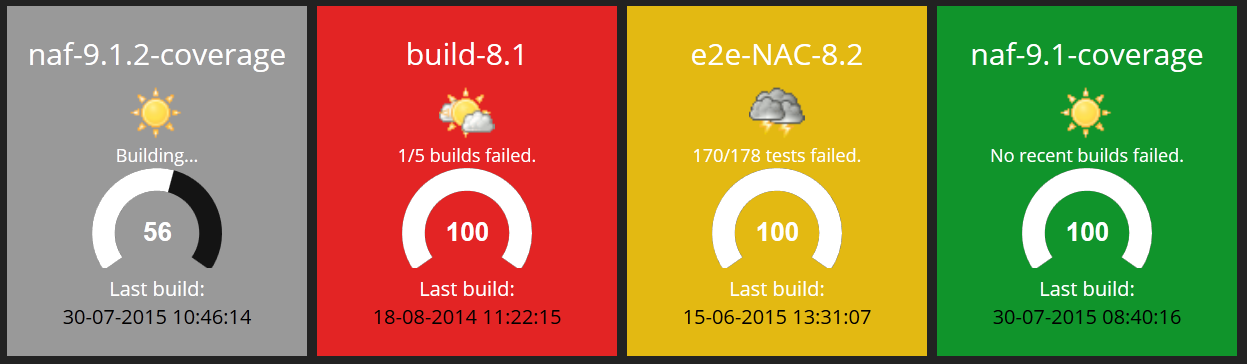 naf-9.1.2-coverage
Building...
56
Last build:
30-07-2015 10:46:14
build-8.1
1/5 builds failed.
100
Last build:
18-08-2014 11:22:15
e2e-NAC-8.2
170/178 tests failed.
100
Last build:
15-06-2015 13:31:07
naf-9.1-coverage
No recent builds failed.
100
Last build:
30-07-2015 08:40:16